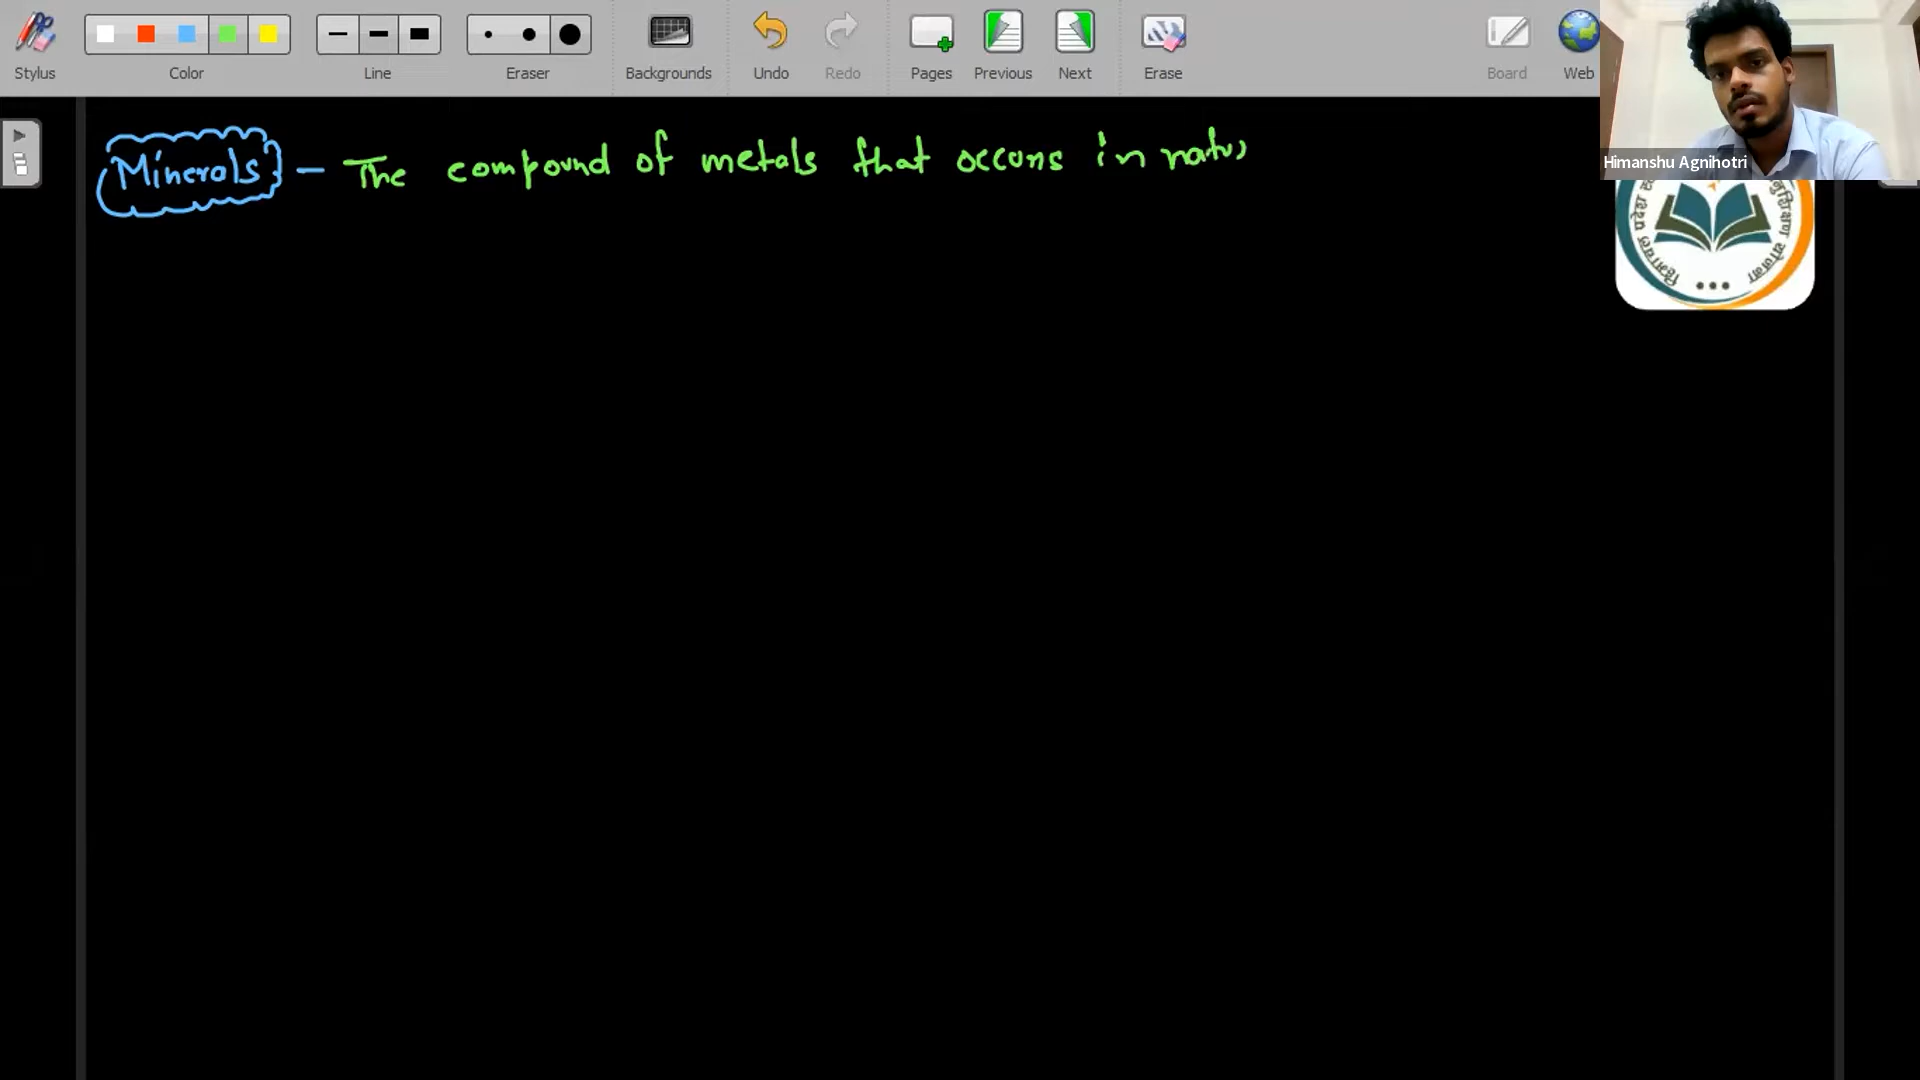 Stylus
Color
Line
Eraser
Backgrounds
Undo
Redo
Pages
Previous
Next
Erase
Board
Web
Himanshu Agnihotri
Minerals — The compound of metals that occurs in natu